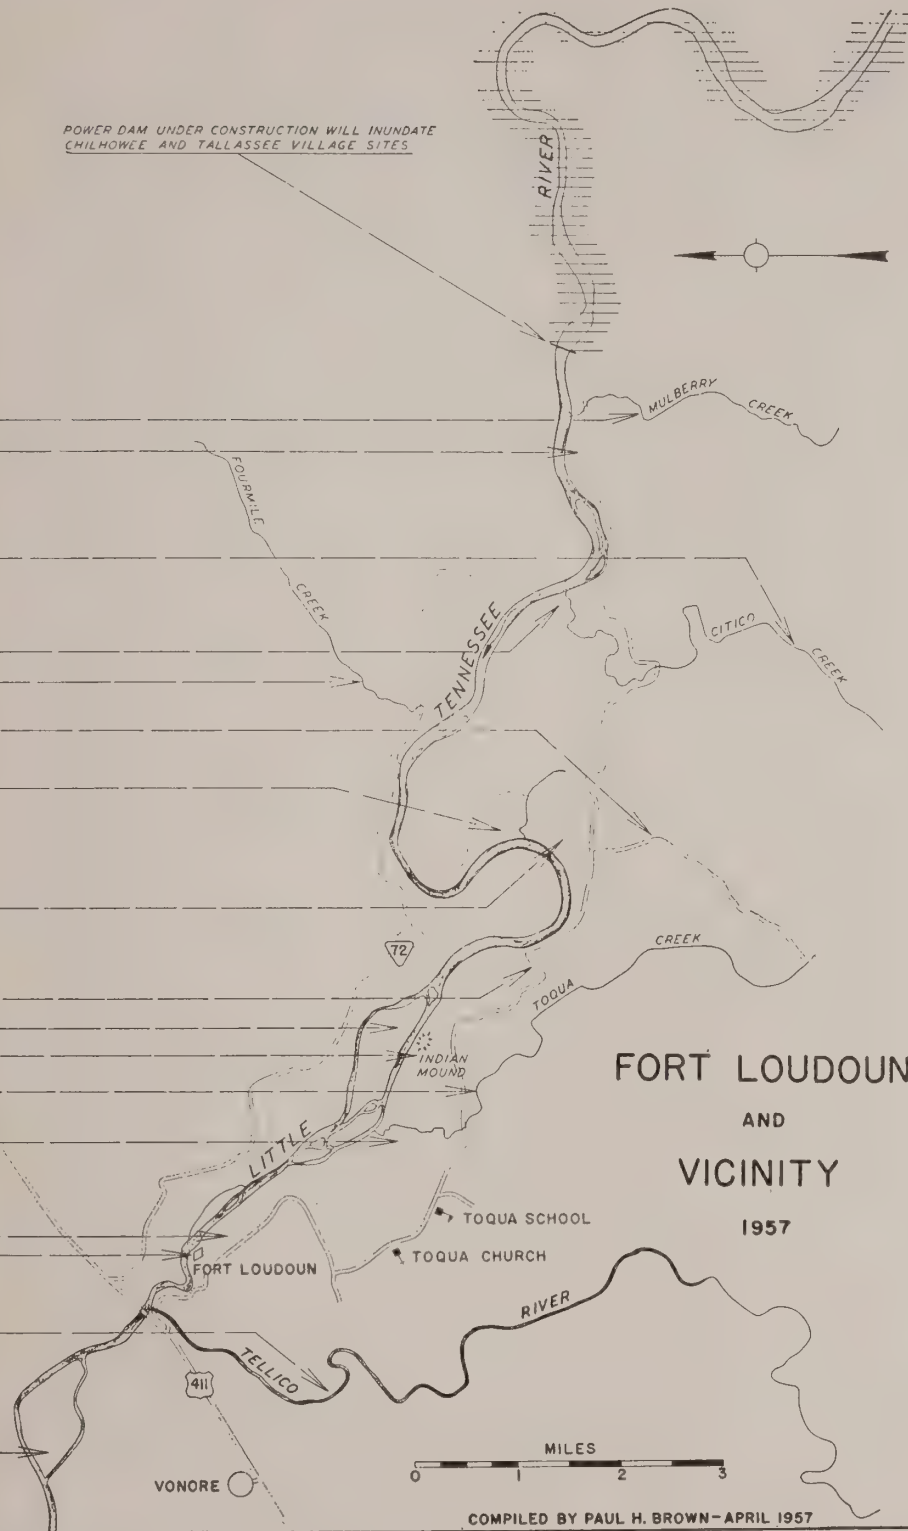 POWER DAM UNDER CONSTRUCTION WILL INUNDATE
CHILHOWEE AND TALLASSEE VILLAGE SITES
RIVER
MULBERRY CREEK
FOURMILE CREEK
TENNESSEE
CITICO CREEK
72
TOQUA CREEK
INDIAN
MOUND
FORT LOUDOUN
AND
VICINITY
1957
LITTLE
TOQUA SCHOOL
TOQUA CHURCH
FORT LOUDOUN
TELLICO RIVER
411
MILES
0 1 2 3
VONORE
COMPILED BY PAUL H. BROWN-APRIL 1957